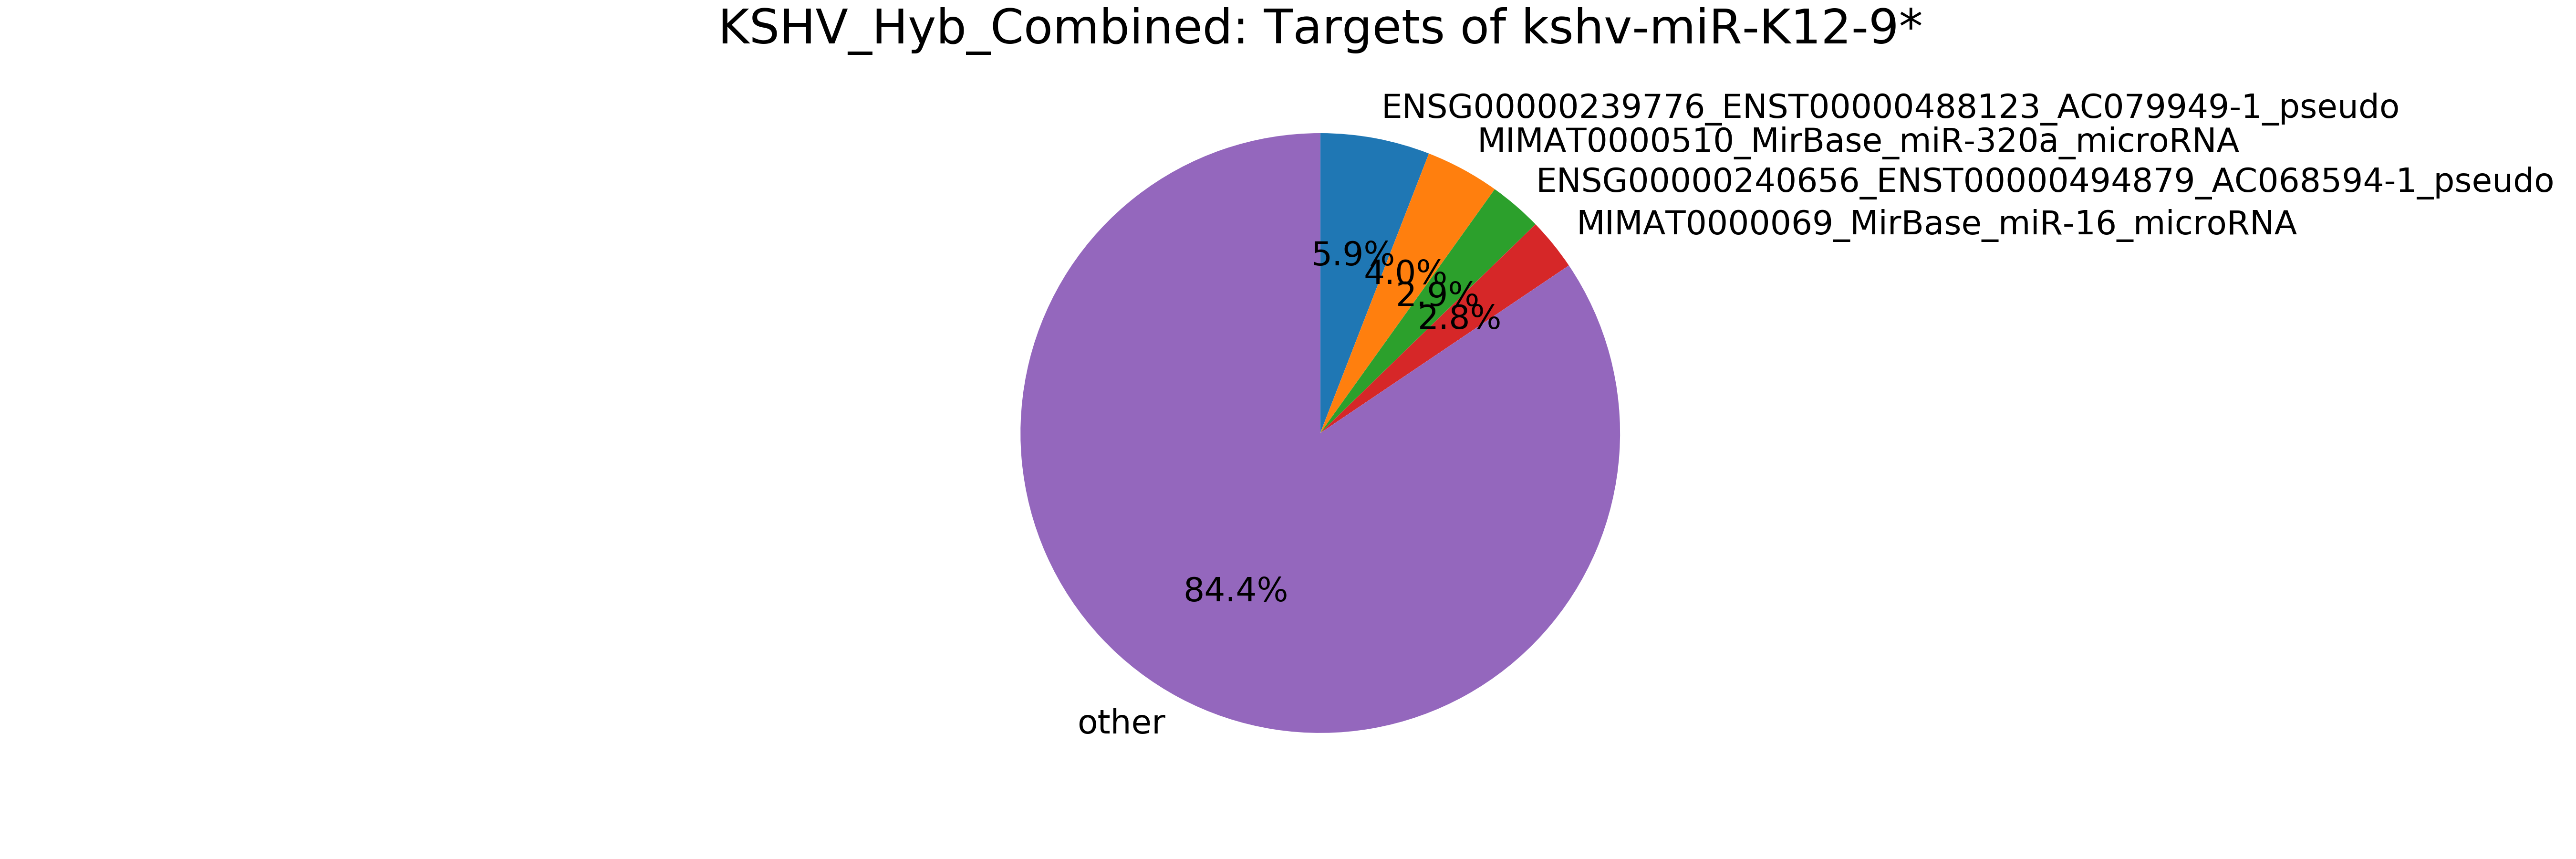 KSHV_Hyb_Combined: Targets of kshv-miR-K12-9*
ENSG00000239776_ENST00000488123_AC079949-1_pseudo
MIMAT0000510_MirBase_miR-320a_microRNA
ENSG00000240656_ENST00000494879_AC068594-1_pseudo
MIMAT0000069_MirBase_miR-16_microRNA
5.9%
4.0%
2.9%
2.8%
84.4%
other